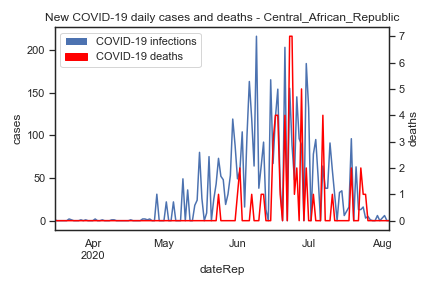 New COVID-19 daily cases and deaths - Central_African_Republic
COVID-19 infections
COVID-19 deaths
cases
200
150
100
50
0
deaths
7
6
5
4
3
2
1
0
Apr
2020
May
Jun
Jul
Aug
dateRep